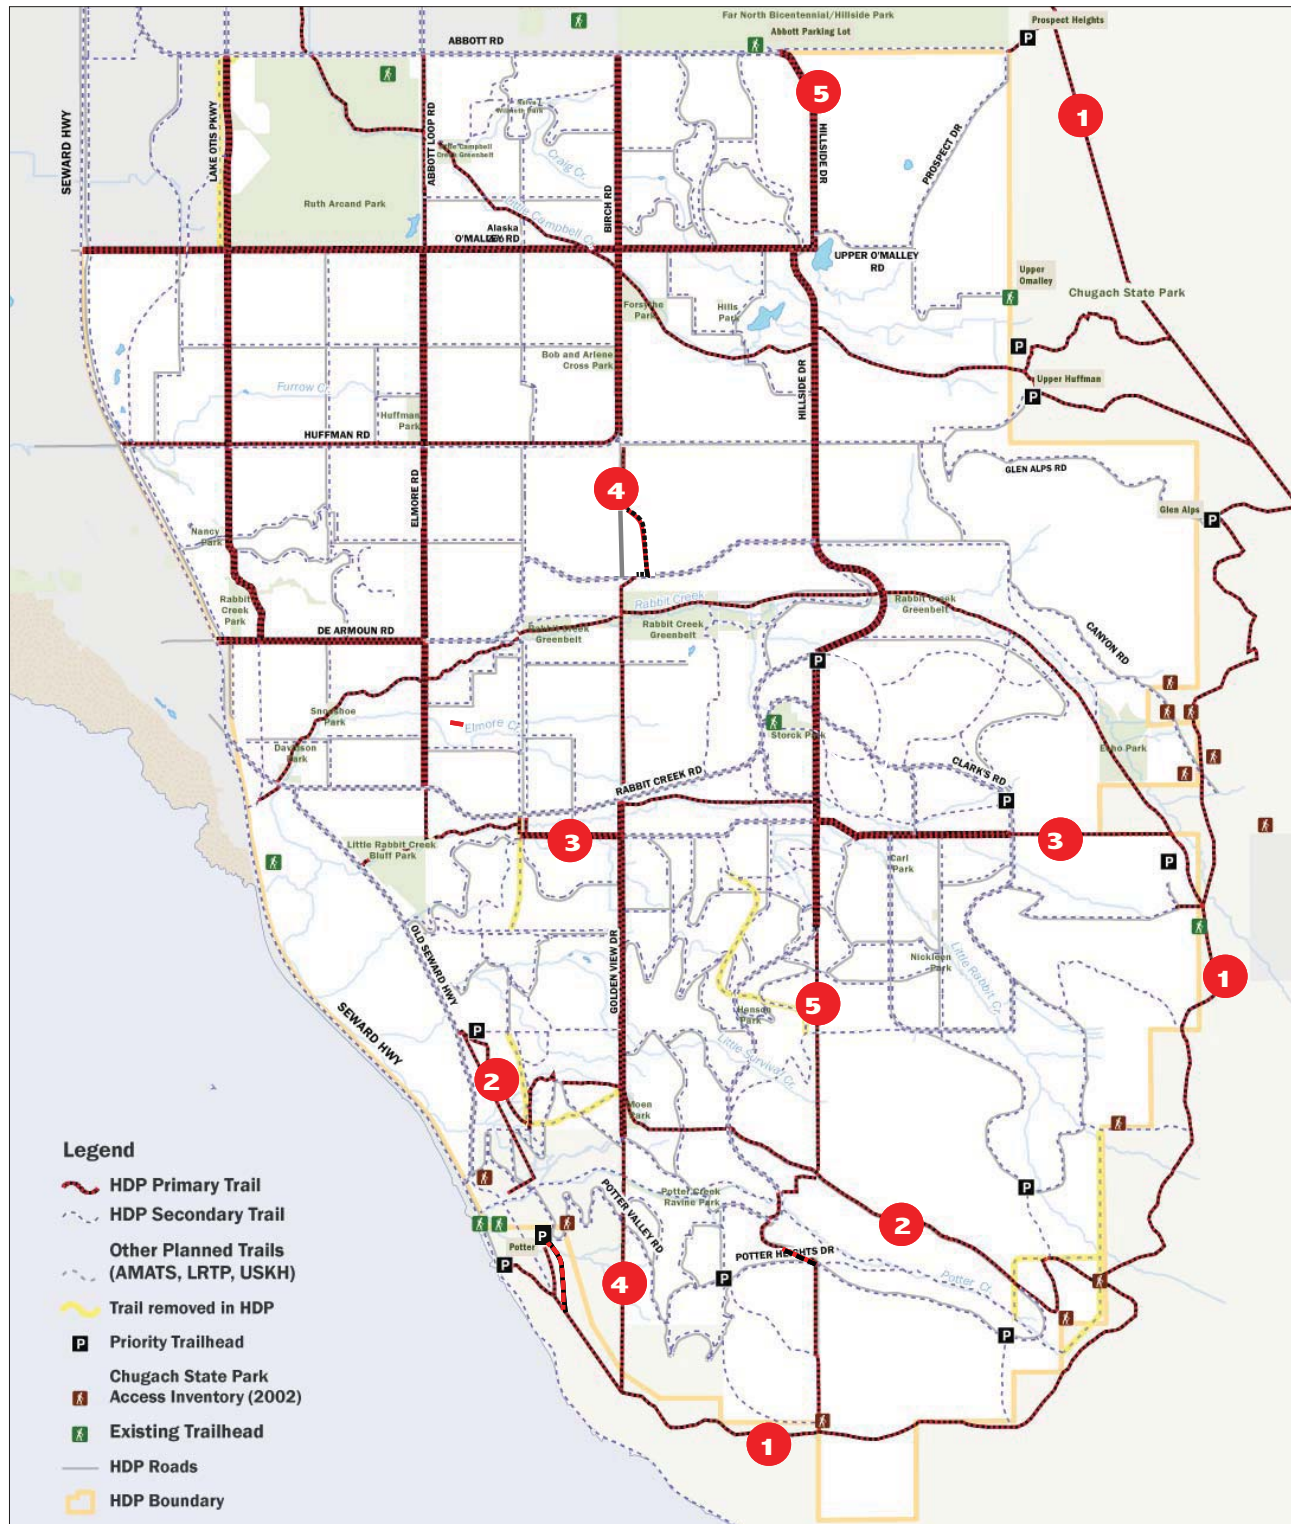 Far North Bicentennial/Hillside Park
Abbott Parking Lot
Prospect Heights
P
ABBOTT RD
5
1
SEWARD HWY
LAKE OTIS PKWY
ABBOTT LOOP RD
BIRCH RD
HILLSIDE DR
PROSPECT DR
Craig Cr.
Ruth Arcand Park
Little Campbell Cr.
Alaska
O'MALLEY RD
UPPER O'MALLEY
RD
Upper
Omalley
Chugach State Park
Forsythe
Park
Hills
Park
P
Bob and Arlene
Cross Park
Upper Huffman
P
HILLSIDE DR
Furrow Cr.
Huffman
Park
HUFFMAN RD
ELMORE RD
GLEN ALPS RD
4
Glen Alps
P
Nancy
Park
Rabbit
Creek
Park
Rabbit Creek
Rabbit Creek
Greenbelt
Rabbit Creek
Greenbelt
Rabbit Creek
Greenbelt
DE ARMOUN RD
CANYON RD
P
Snowshoe
Park
Elmore Cr.
Storck Park
Echo Park
Davidson
Park
RABBIT CREEK RD
CLARK'S RD
P
3
3
Little Rabbit Creek
Bluff Park
Carl
Park
P
OLD SEWARD HWY
GOLDEN VIEW DR
Nickleen
Park
Little Rabbit Cr.
1
SEWARD HWY
5
Hanson
Park
P
Little Survival Cr.
2
Moen
Park
POTTER VALLEY RD
Potter Creek
Ravine Park
P
2
P
Potter
P
4
POTTER HEIGHTS DR
P
Potter Cr.
P
1
Legend
HDP Primary Trail
HDP Secondary Trail
Other Planned Trails
(AMATS, LRTP, USKH)
Trail removed in HDP
P Priority Trailhead
Chugach State Park
Access Inventory (2002)
Existing Trailhead
HDP Roads
HDP Boundary